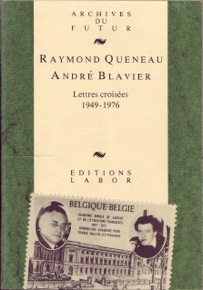 ARCHIVES
DU
FUTUR
RAYMOND QUENEAU
ANDRÉ BLAVIER
Lettres croisées
1949-1976
EDITIONS
LABOR
BELGIQUE·BELGIE